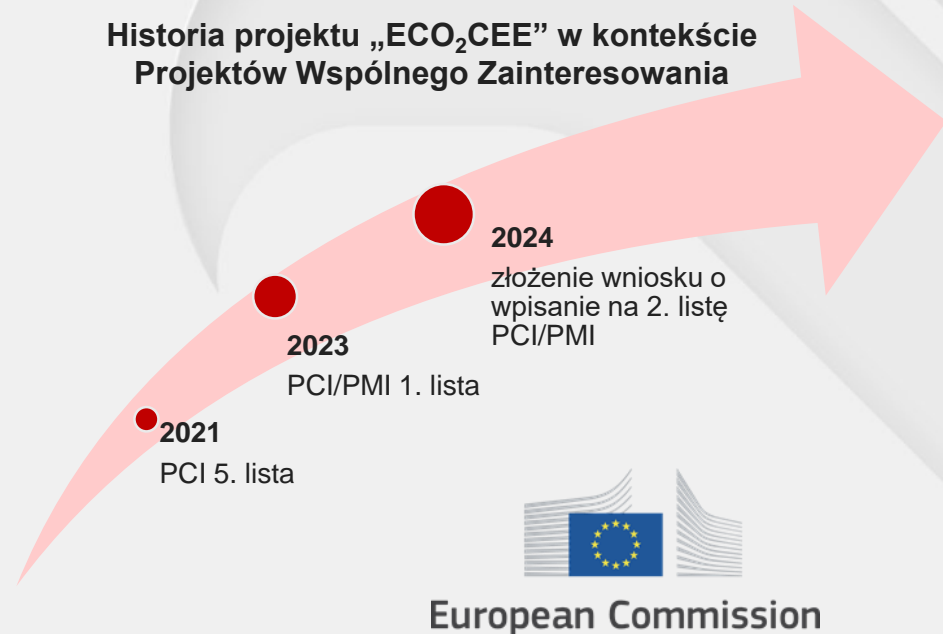 Historia projektu „ECO₂CEE” w kontekście
Projektów Wspólnego Zainteresowania
2024
złożenie wniosku o
wpisanie na 2. listę
PCI/PMI
2023
PCI/PMI 1. lista
2021
PCI 5. lista
European Commission